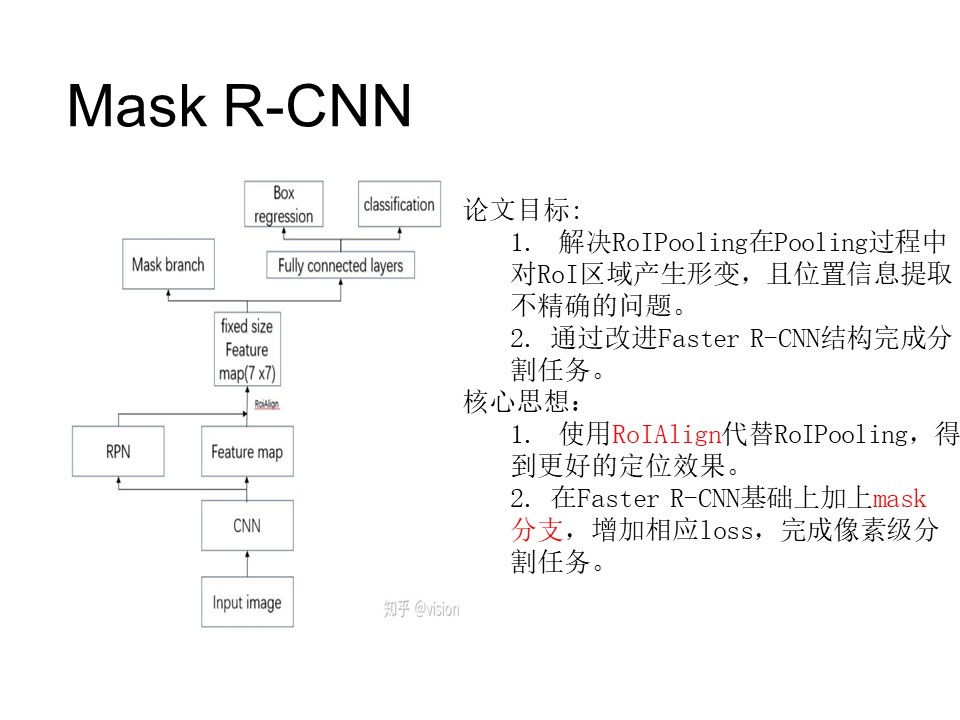 Mask R-CNN
Box
regression
classification
Mask branch
Fully connected layers
fixed size
Feature
map(7 x7)
RoiAlign
RPN
Feature map
CNN
Input image
知乎 @vision
论文目标:
1. 解决RoIPooling在Pooling过程中
对RoI区域产生形变，且位置信息提取
不精确的问题。
2. 通过改进Faster R-CNN结构完成分
割任务。
核心思想：
1. 使用RoIAlign代替RoIPooling，得
到更好的定位效果。
2. 在Faster R-CNN基础上加上mask
分支，增加相应loss，完成像素级分
割任务。